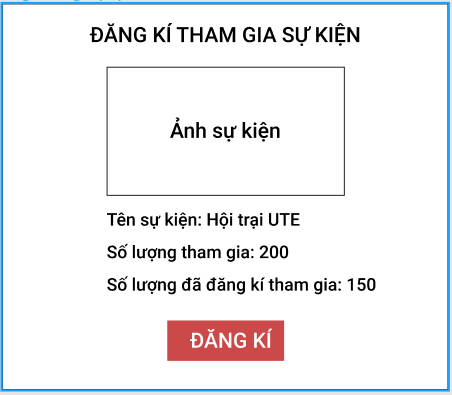 ĐĂNG KÍ THAM GIA SỰ KIỆN
Ảnh sự kiện
Tên sự kiện: Hội trại UTE
Số lượng tham gia: 200
Số lượng đã đăng kí tham gia: 150
ĐĂNG KÍ